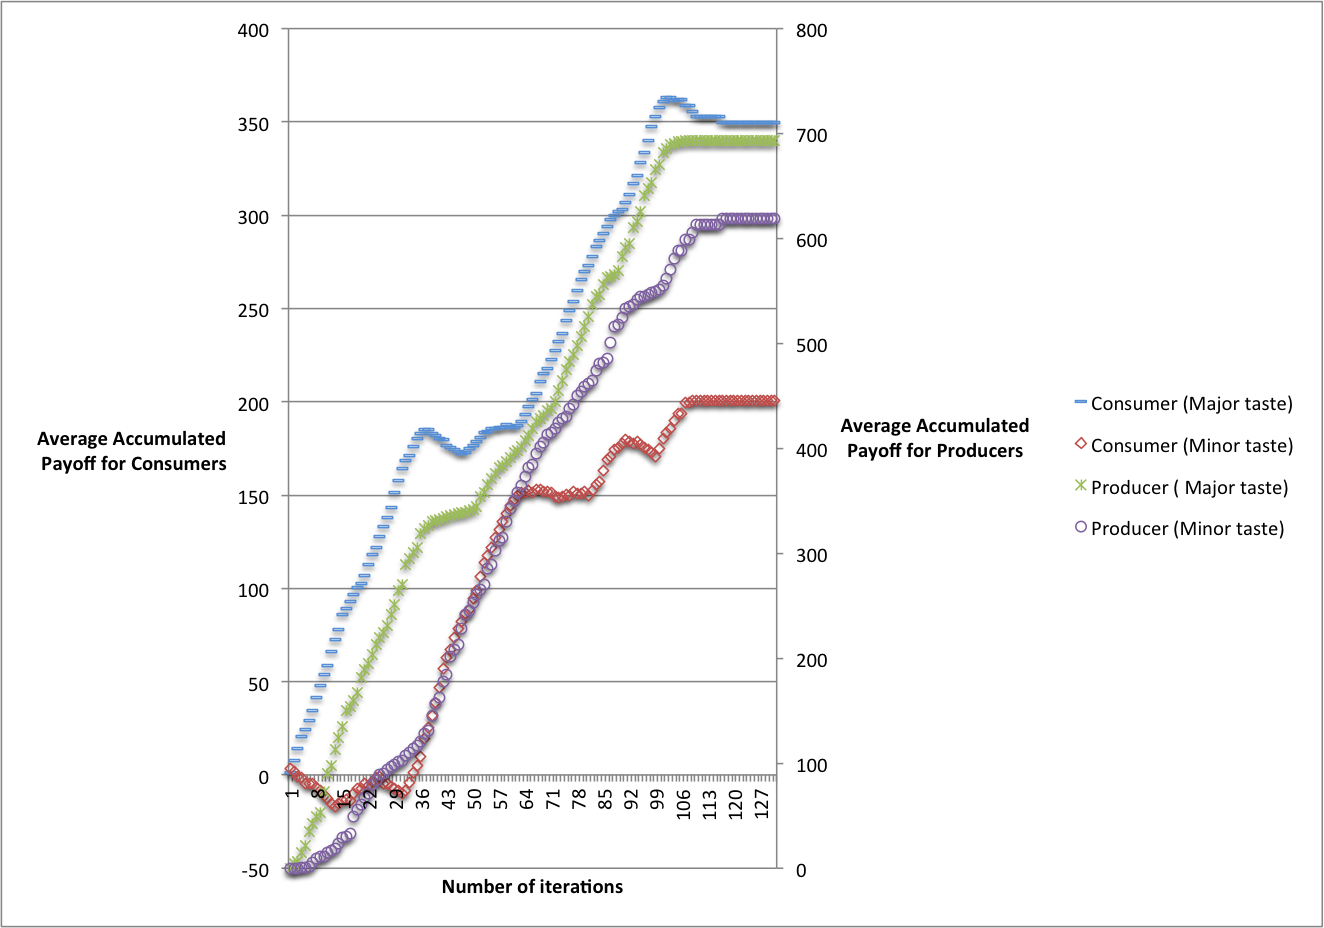 400
350
300
250
200
150
100
50
0
-50
800
700
600
500
400
300
200
100
0
1 8 15 22 29 36 43 50 57 64 71 78 85 92 99 106 113 120 127
Average Accumulated
Payoff for Consumers
Average Accumulated
Payoff for Producers
Number of iterations
Consumer (Major taste)
Consumer (Minor taste)
Producer ( Major taste)
Producer (Minor taste)